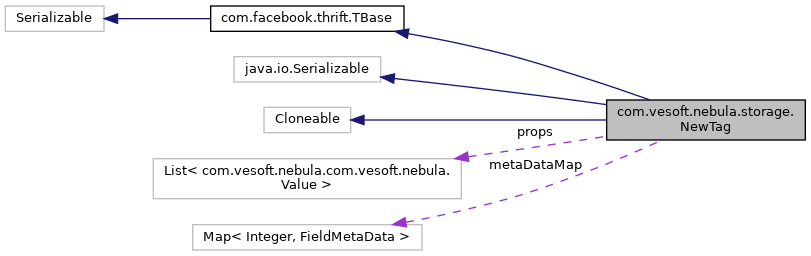 Serializable
com.facebook.thrift.TBase
java.io.Serializable
Cloneable
com.vesoft.nebula.storage.
NewTag
props
List< com.vesoft.nebula.com.vesoft.nebula.
Value >
metaDataMap
Map< Integer, FieldMetaData >